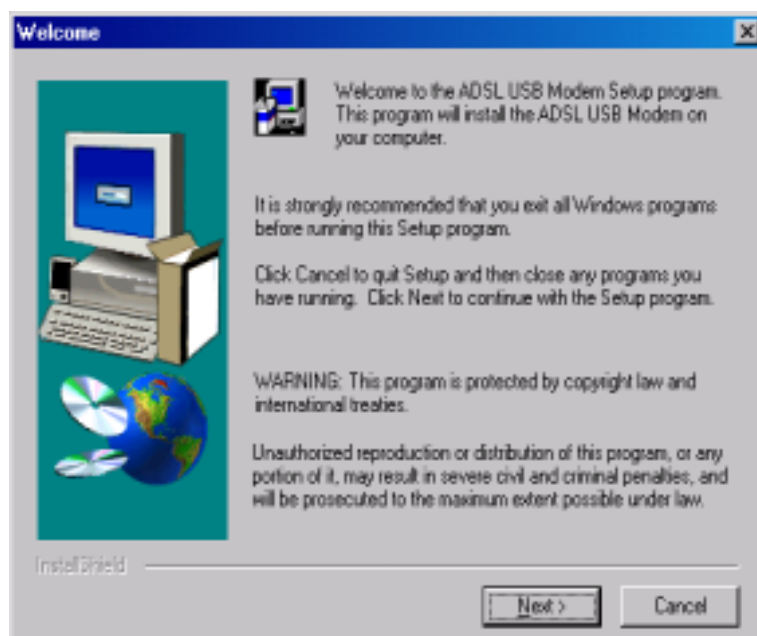 Welcome
Welcome to the ADSL USB Modem Setup program.
This program will install the ADSL USB Modem on
your computer.
It is strongly recommended that you exit all Windows programs
before running this Setup program.
Click Cancel to quit Setup and then close any programs you
have running. Click Next to continue with the Setup program.
WARNING: This program is protected by copyright law and
international treaties.
Unauthorized reproduction or distribution of this program, or any
portion of it, may result in severe civil and criminal penalties, and
will be prosecuted to the maximum extent possible under law.
InstallShield
Next >
Cancel